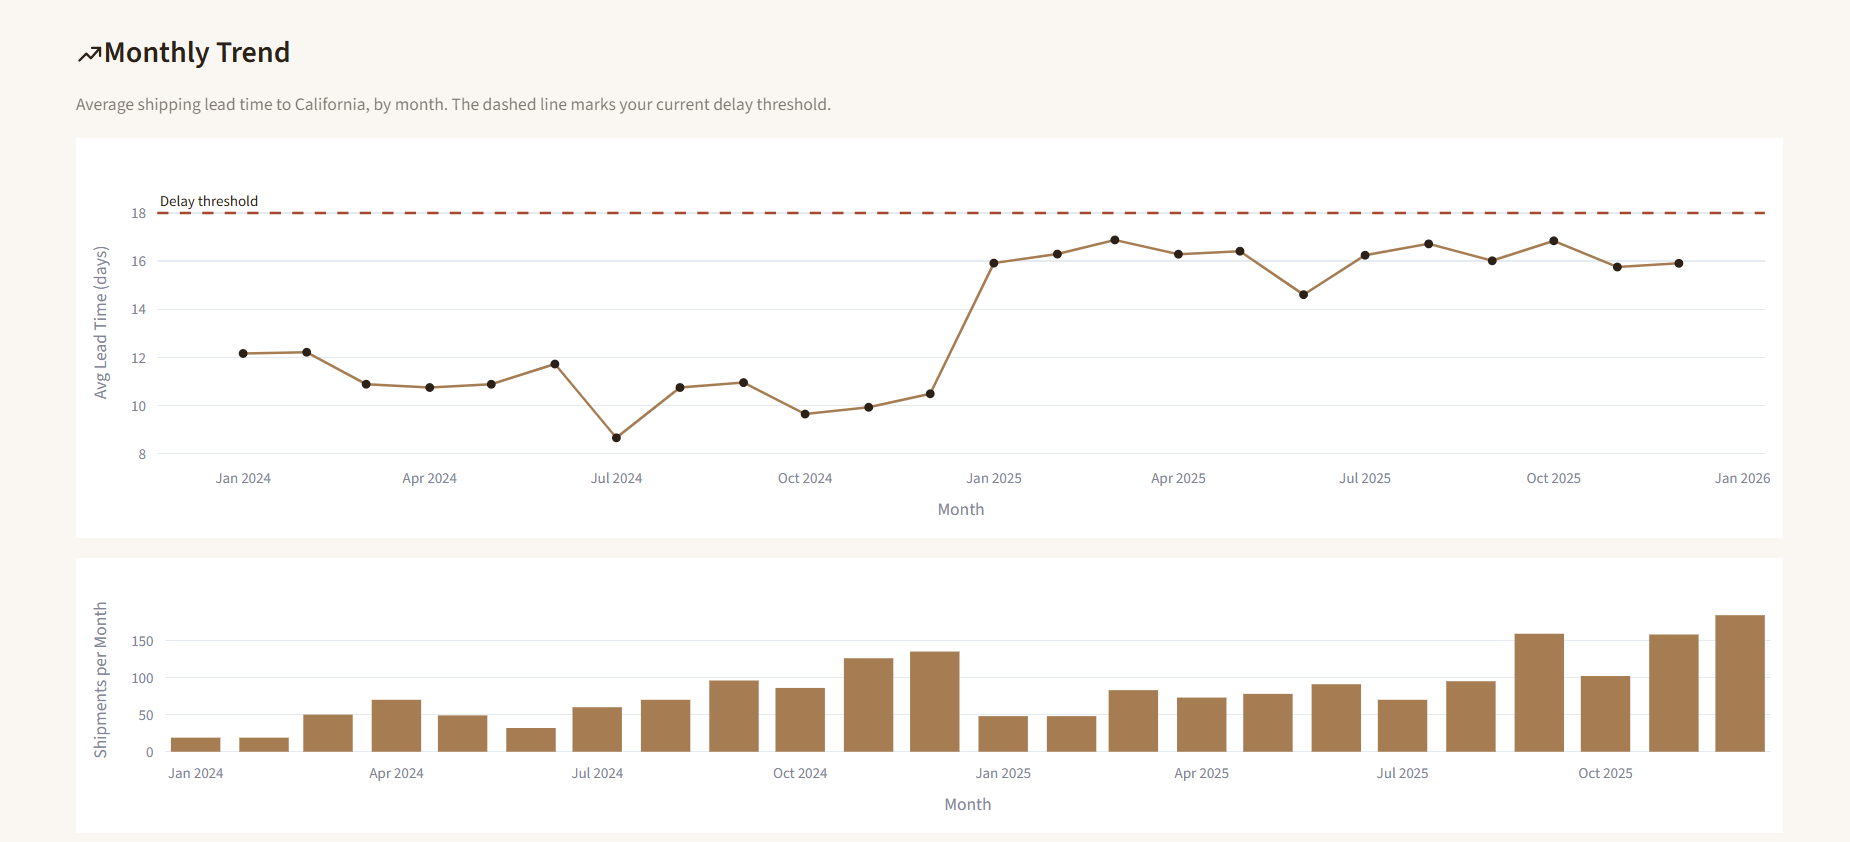 Monthly Trend
Average shipping lead time to California, by month. The dashed line marks your current delay threshold.
Delay threshold
18
16
14
12
10
8
Avg Lead Time (days)
Jan 2024 Apr 2024 Jul 2024 Oct 2024 Jan 2025 Apr 2025 Jul 2025 Oct 2025 Jan 2026
Month
Shipments per Month
150
100
50
0
Jan 2024 Apr 2024 Jul 2024 Oct 2024 Jan 2025 Apr 2025 Jul 2025 Oct 2025
Month